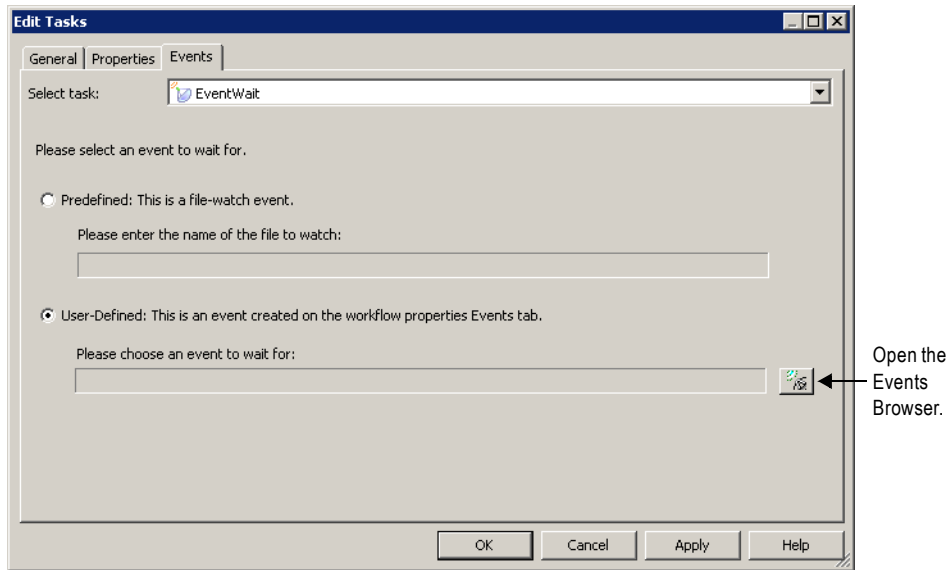 Edit Tasks
General Properties Events
Select task: EventWait
Please select an event to wait for.
Predefined: This is a file-watch event.
Please enter the name of the file to watch:
User-Defined: This is an event created on the workflow properties Events tab.
Please choose an event to wait for:
Open the
Events
Browser.
OK Cancel Apply Help